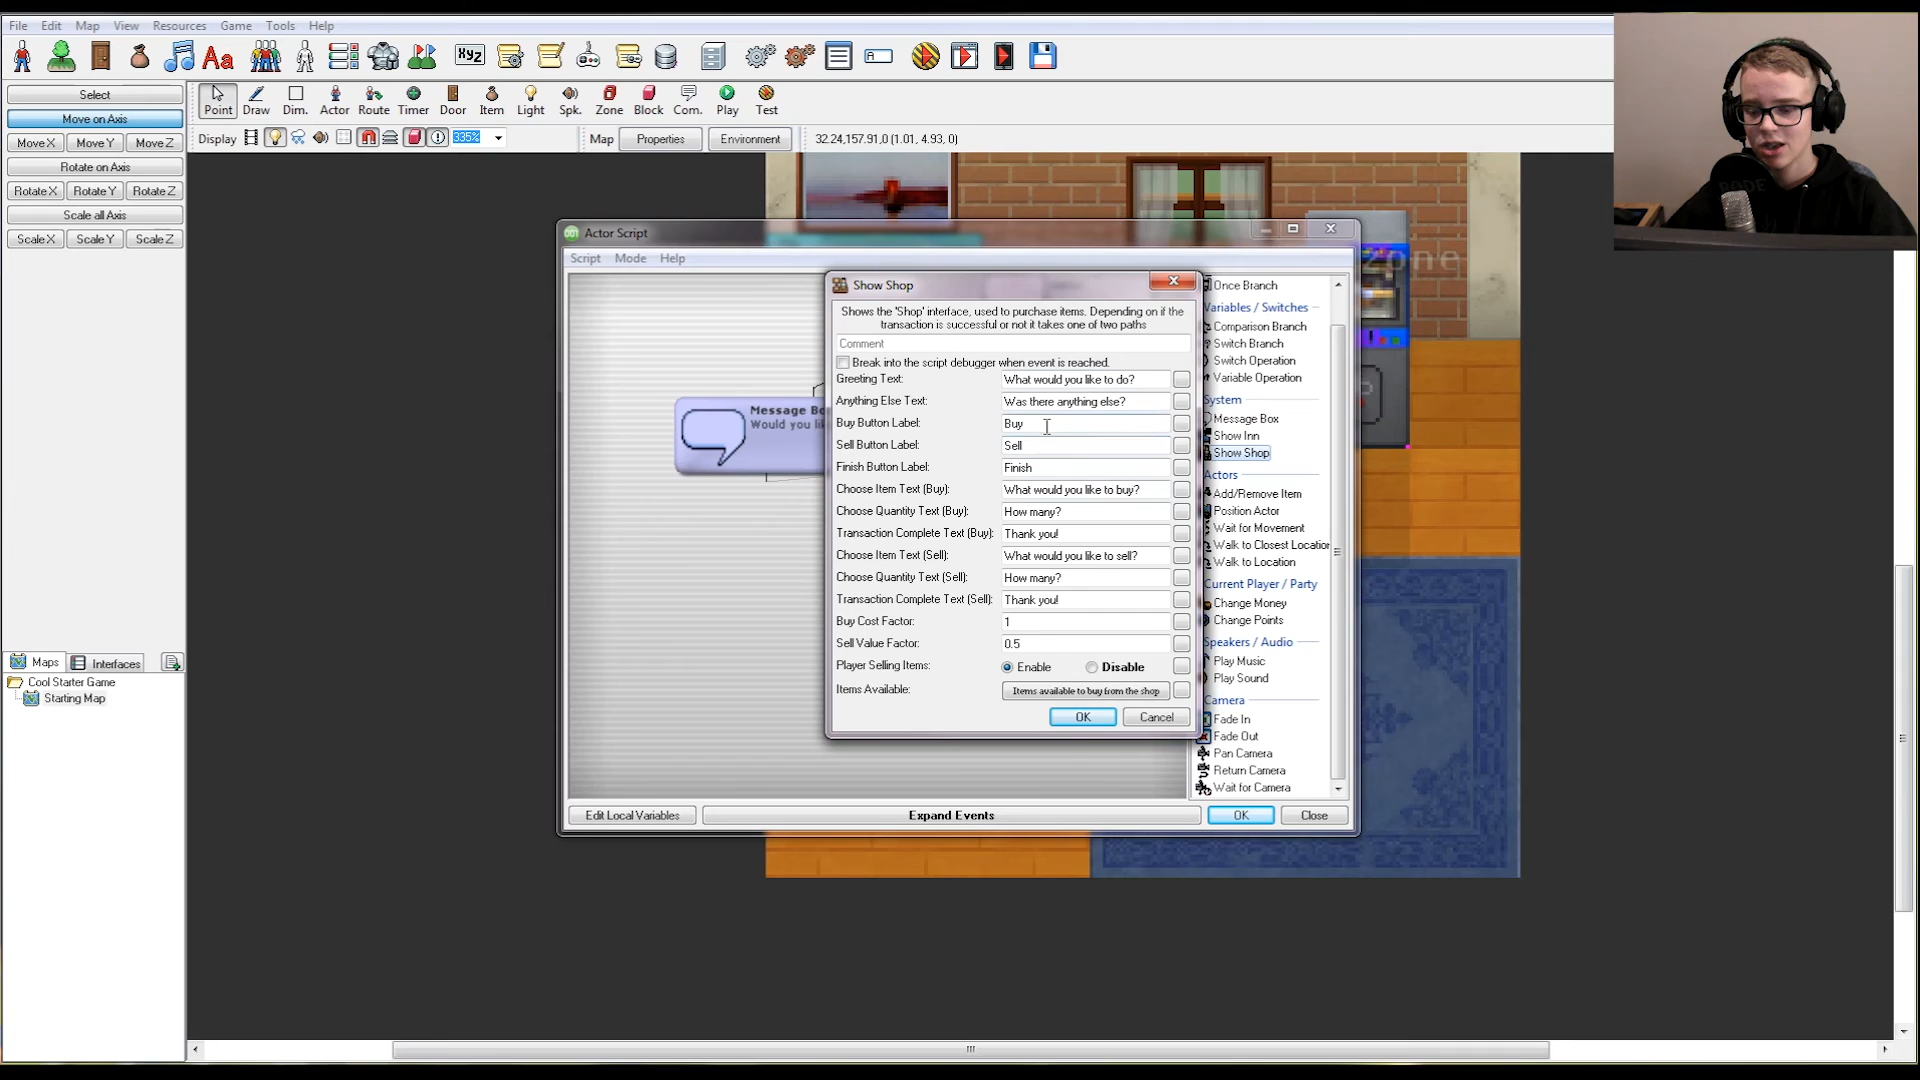 File Edit Map View Resources Game Tools Help
Aa
XYZ
A
Select
Move on Axis
Move X Move Y Move Z
Rotate on Axis
Rotate X Rotate Y Rotate Z
Scale all Axis
Scale X Scale Y Scale Z
Point Draw Dim. Actor Route Timer Door Item Light Spk. Zone Block Com. Play Test
Display 335% Map Properties Environment 32.24,157.91,0 (1.01, 4.93, 0)
Maps Interfaces
Cool Starter Game
Starting Map
zone
RODE
Actor Script
Script Mode Help
Message Bo
Would you lik
Show Shop
Shows the 'Shop' interface, used to purchase items. Depending on if the
transaction is successful or not it takes one of two paths
Comment
Break into the script debugger when event is reached.
Greeting Text: What would you like to do?
Anything Else Text: Was there anything else?
Buy Button Label: Buy
Sell Button Label: Sell
Finish Button Label: Finish
Choose Item Text (Buy): What would you like to buy?
Choose Quantity Text (Buy): How many?
Transaction Complete Text (Buy): Thank you!
Choose Item Text (Sell): What would you like to sell?
Choose Quantity Text (Sell): How many?
Transaction Complete Text (Sell): Thank you!
Buy Cost Factor: 1
Sell Value Factor: 0.5
Player Selling Items: Enable Disable
Items Available: Items available to buy from the shop
OK Cancel
Once Branch
Variables / Switches
Comparison Branch
Switch Branch
Switch Operation
Variable Operation
System
Message Box
Show Inn
Show Shop
Actors
Add/Remove Item
Position Actor
Wait for Movement
Walk to Closest Location
Walk to Location
Current Player / Party
Change Money
Change Points
Speakers / Audio
Play Music
Play Sound
Camera
Fade In
Fade Out
Pan Camera
Return Camera
Wait for Camera
Edit Local Variables Expand Events OK Close